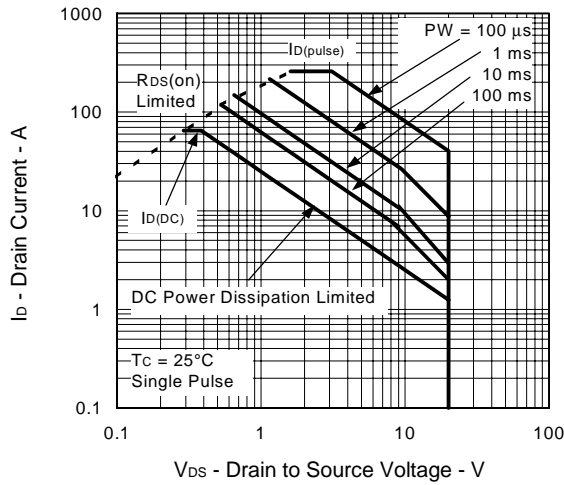 1000
100
10
1
0.1
ID - Drain Current - A
ID(pulse)
PW = 100 µs
1 ms
10 ms
100 ms
RDS(on)
Limited
ID(DC)
DC Power Dissipation Limited
TC = 25°C
Single Pulse
0.1
1
10
100
VDS - Drain to Source Voltage - V